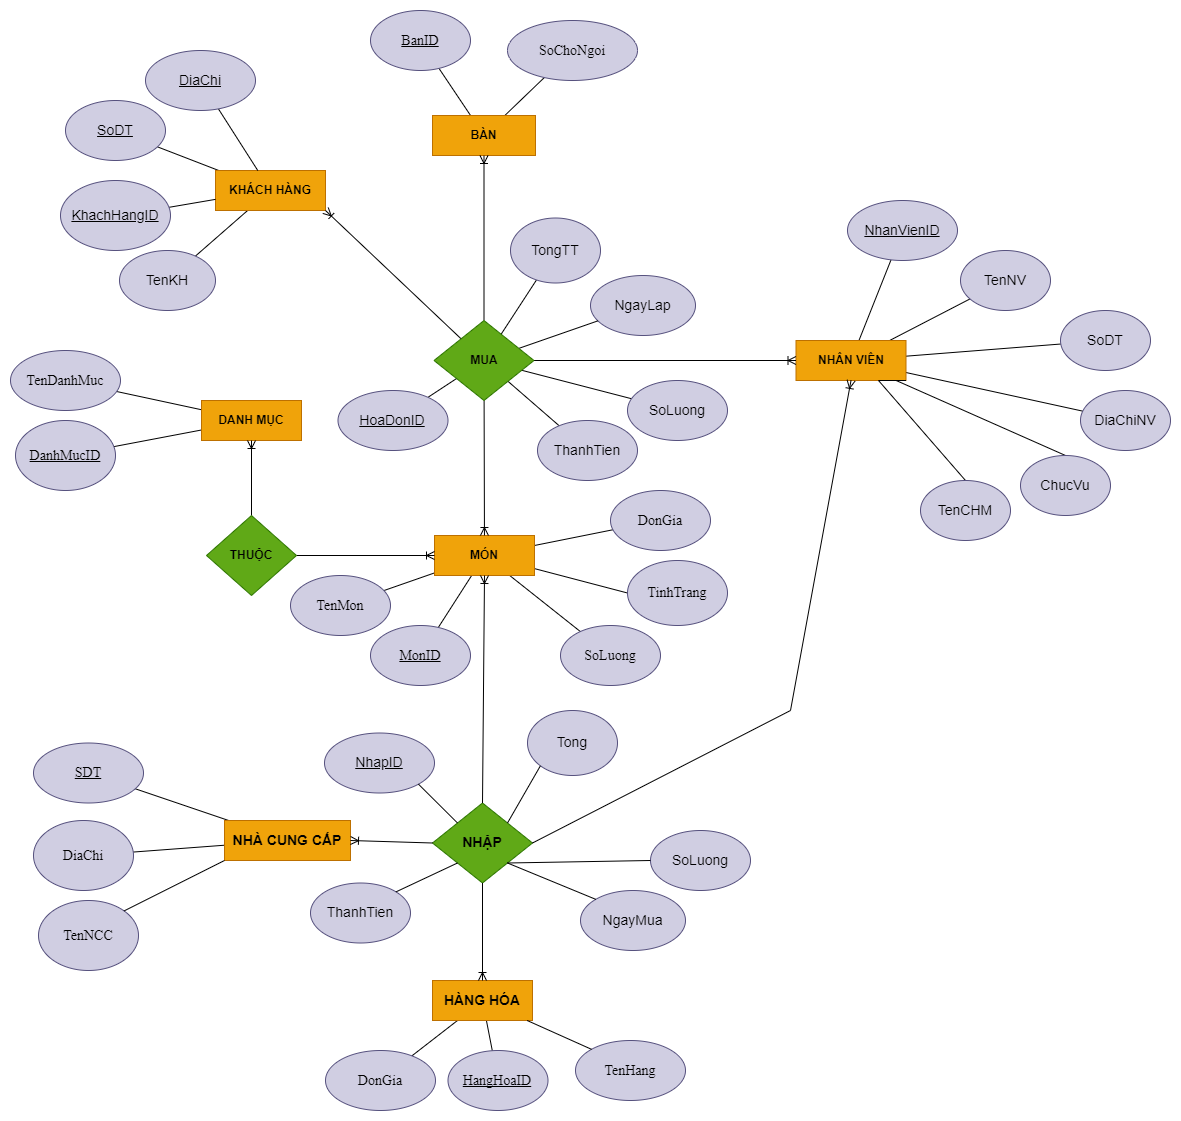 BanID
SoChoNgoi
DiaChi
SoDT
BÀN
KHÁCH HÀNG
KhachHangID
TenKH
TongTT
NgayLap
NhanVienID
TenNV
SoDT
MUA
NHÂN VIÊN
TenDanhMuc
DANH MỤC
DanhMucID
HoaDonID
SoLuong
ThanhTien
DiaChiNV
ChucVu
TenCHM
DonGia
THUỘC
MÓN
TinhTrang
TenMon
MonID
SoLuong
Tong
NhapID
SDT
NHÀ CUNG CẤP
NHẬP
DiaChi
SoLuong
ThanhTien
NgayMua
TenNCC
HÀNG HÓA
DonGia
HangHoaID
TenHang